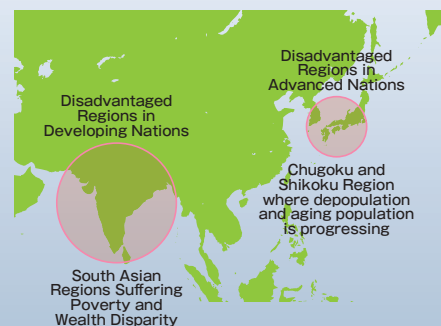 Disadvantaged
Regions in
Advanced Nations
Disadvantaged
Regions in
Developing Nations
Chugoku and
Shikoku Region
where depopulation
and aging population
is progressing
South Asian
Regions Suffering
Poverty and
Wealth Disparity